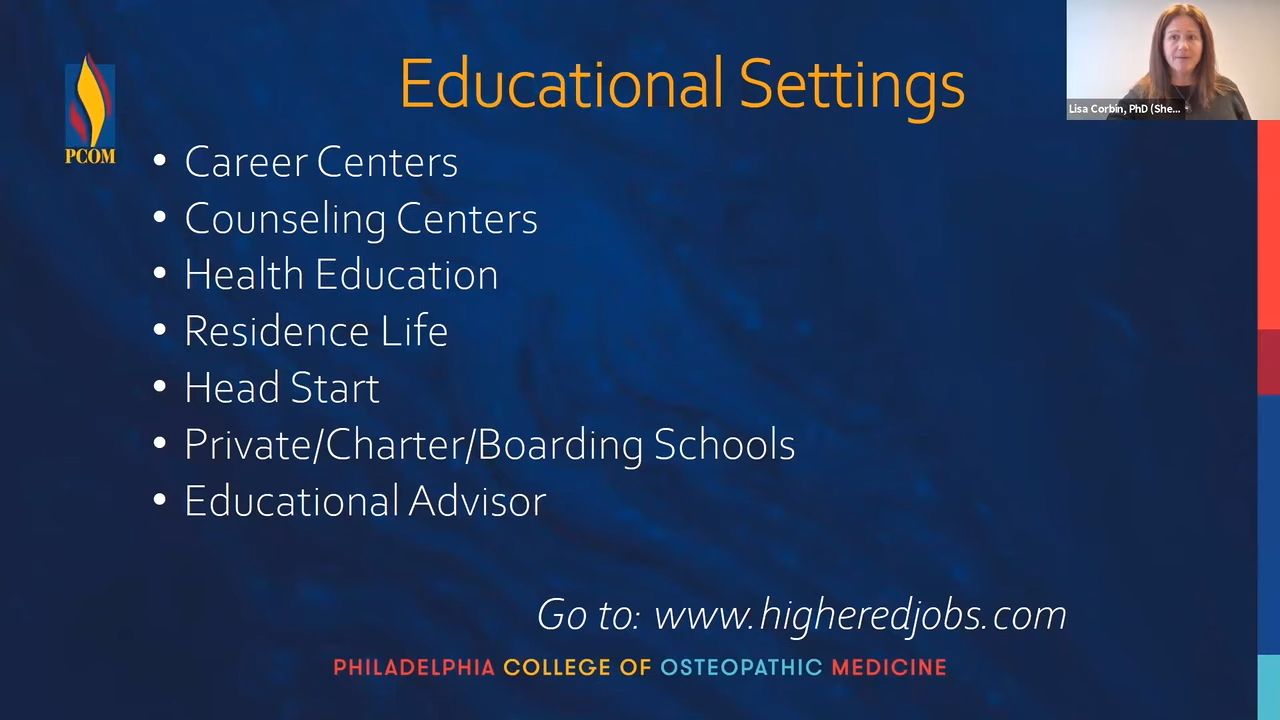 Educational Settings
Lisa Corbin, PhD (She...
PCOM
• Career Centers
• Counseling Centers
• Health Education
• Residence Life
• Head Start
• Private/Charter/Boarding Schools
• Educational Advisor
Go to: www.higheredjobs.com
PHILADELPHIA COLLEGE OF OSTEOPATHIC MEDICINE